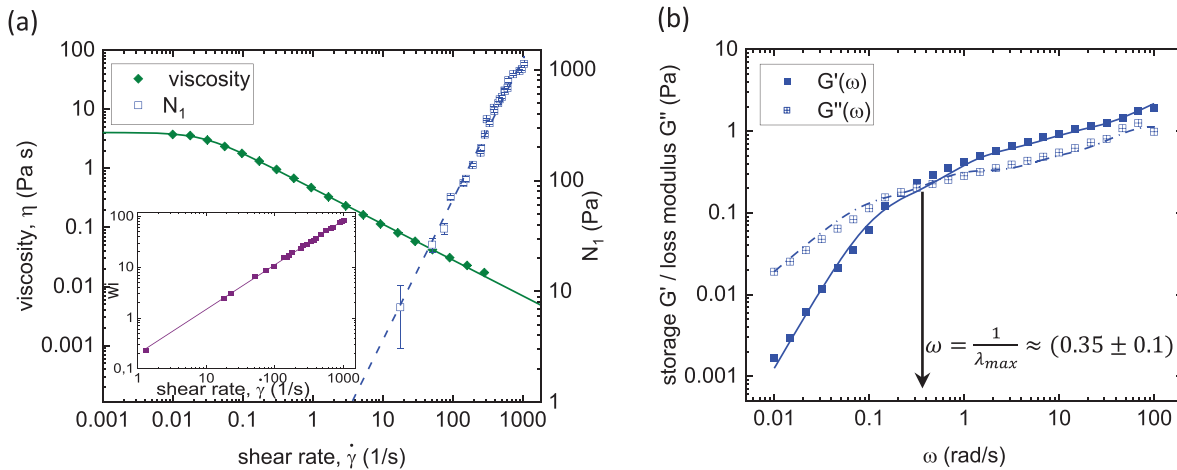 (a)
100
10
1
0.1
0.01
0.001
viscosity, η (Pa s)
viscosity
N₁
1000
100
10
1
N₁ (Pa)
100
10
1
0,1
Wi
1
10
100
1000
shear rate, γ̇ (1/s)
0.001
0.01
0.1
1
10
100
1000
shear rate, γ̇ (1/s)
(b)
10
1
0.1
0.01
0.001
storage G' / loss modulus G'' (Pa)
G'(ω)
G''(ω)
ω = 1/λmax ≈ (0.35 ± 0.1)
0.01
0.1
1
10
100
ω (rad/s)